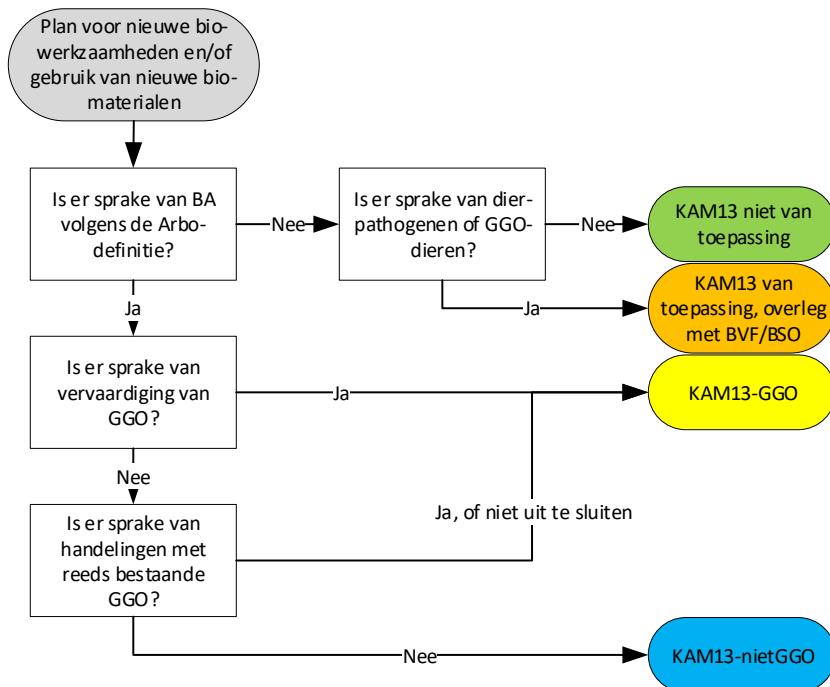 Plan voor nieuwe bio-
werkzaamheden en/of
gebruik van nieuwe bio-
materialen
Is er sprake van BA
volgens de Arbo-
definitie?
Nee
Is er sprake van dier-
pathogenen of GGO-
dieren?
Nee
KAM13 niet van
toepassing
Ja
Ja
KAM13 van
toepassing, overleg
met BVF/BSO
Is er sprake van
vervaardiging van
GGO?
Ja
KAM13-GGO
Nee
Is er sprake van
handelingen met
reeds bestaande
GGO?
Ja, of niet uit te sluiten
Nee
KAM13-nietGGO